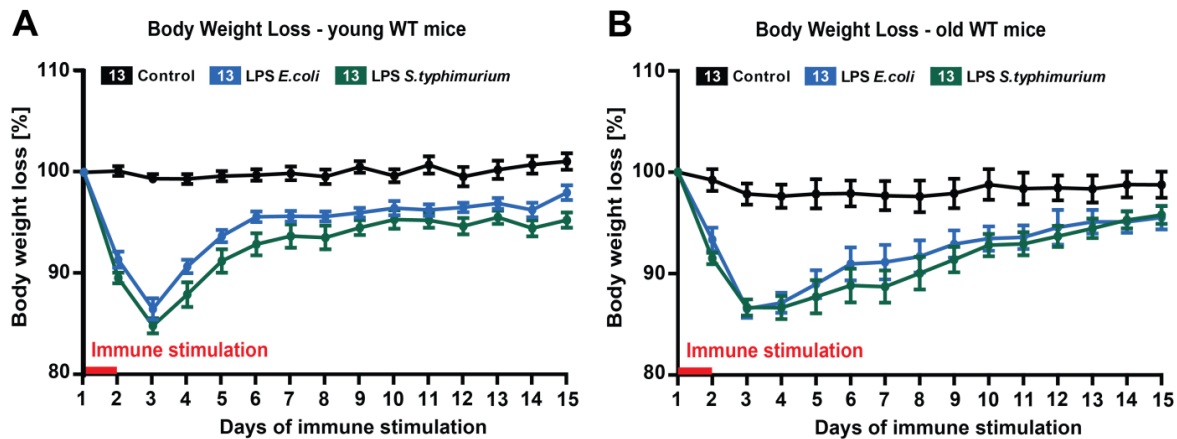 A
Body Weight Loss - young WT mice
13 Control 13 LPS E.coli 13 LPS S.typhimurium
Body weight loss [%]
110
100
90
80
Immune stimulation
1 2 3 4 5 6 7 8 9 10 11 12 13 14 15
Days of immune stimulation
B
Body Weight Loss - old WT mice
13 Control 13 LPS E.coli 13 LPS S.typhimurium
Body weight loss [%]
110
100
90
80
Immune stimulation
1 2 3 4 5 6 7 8 9 10 11 12 13 14 15
Days of immune stimulation